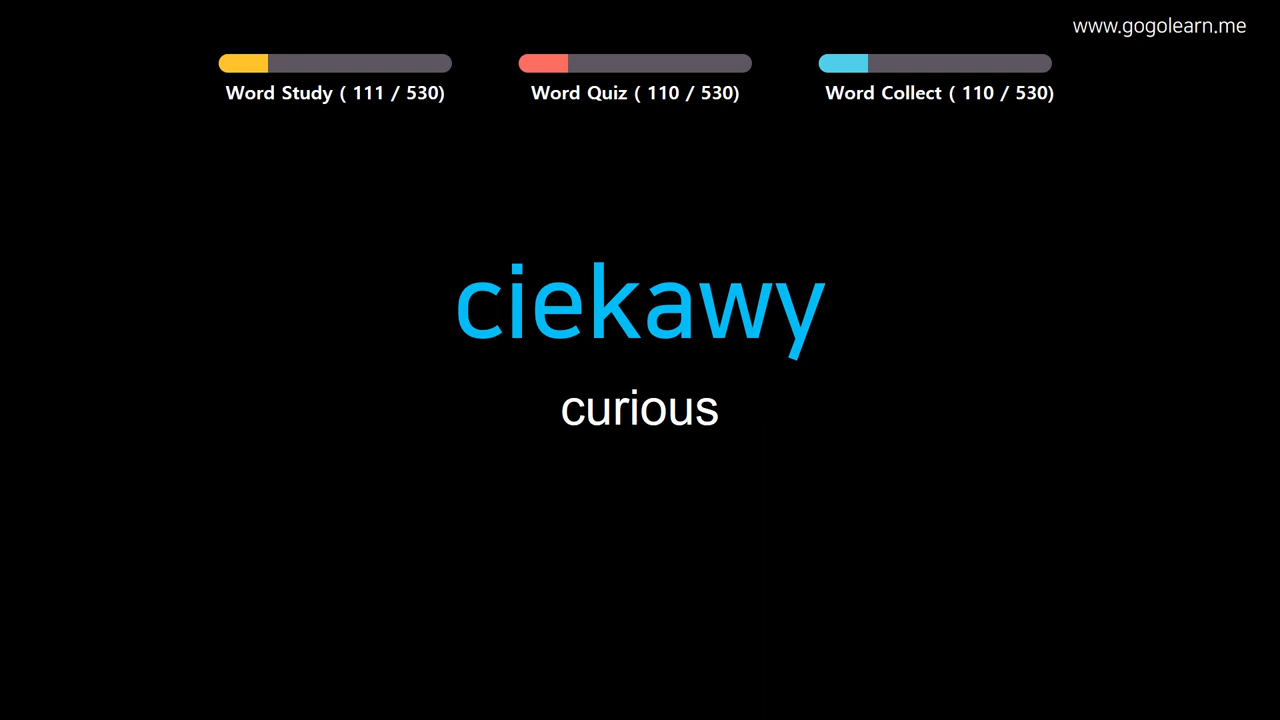 www.gogolearn.me
Word Study ( 111 / 530)
Word Quiz ( 110 / 530)
Word Collect ( 110 / 530)
ciekawy
curious